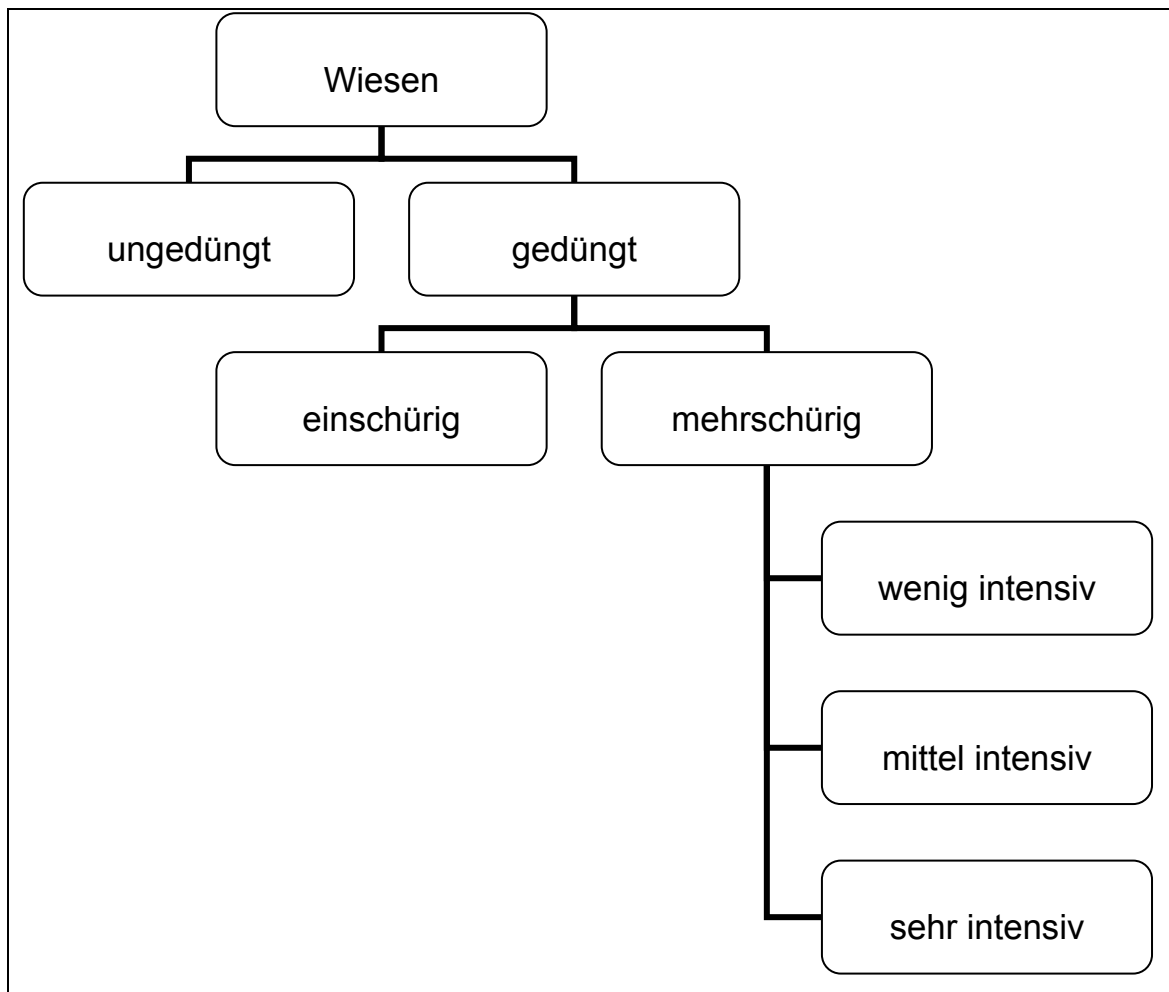 Wiesen
ungedüngt
gedüngt
einschürig
mehrschürig
wenig intensiv
mittel intensiv
sehr intensiv